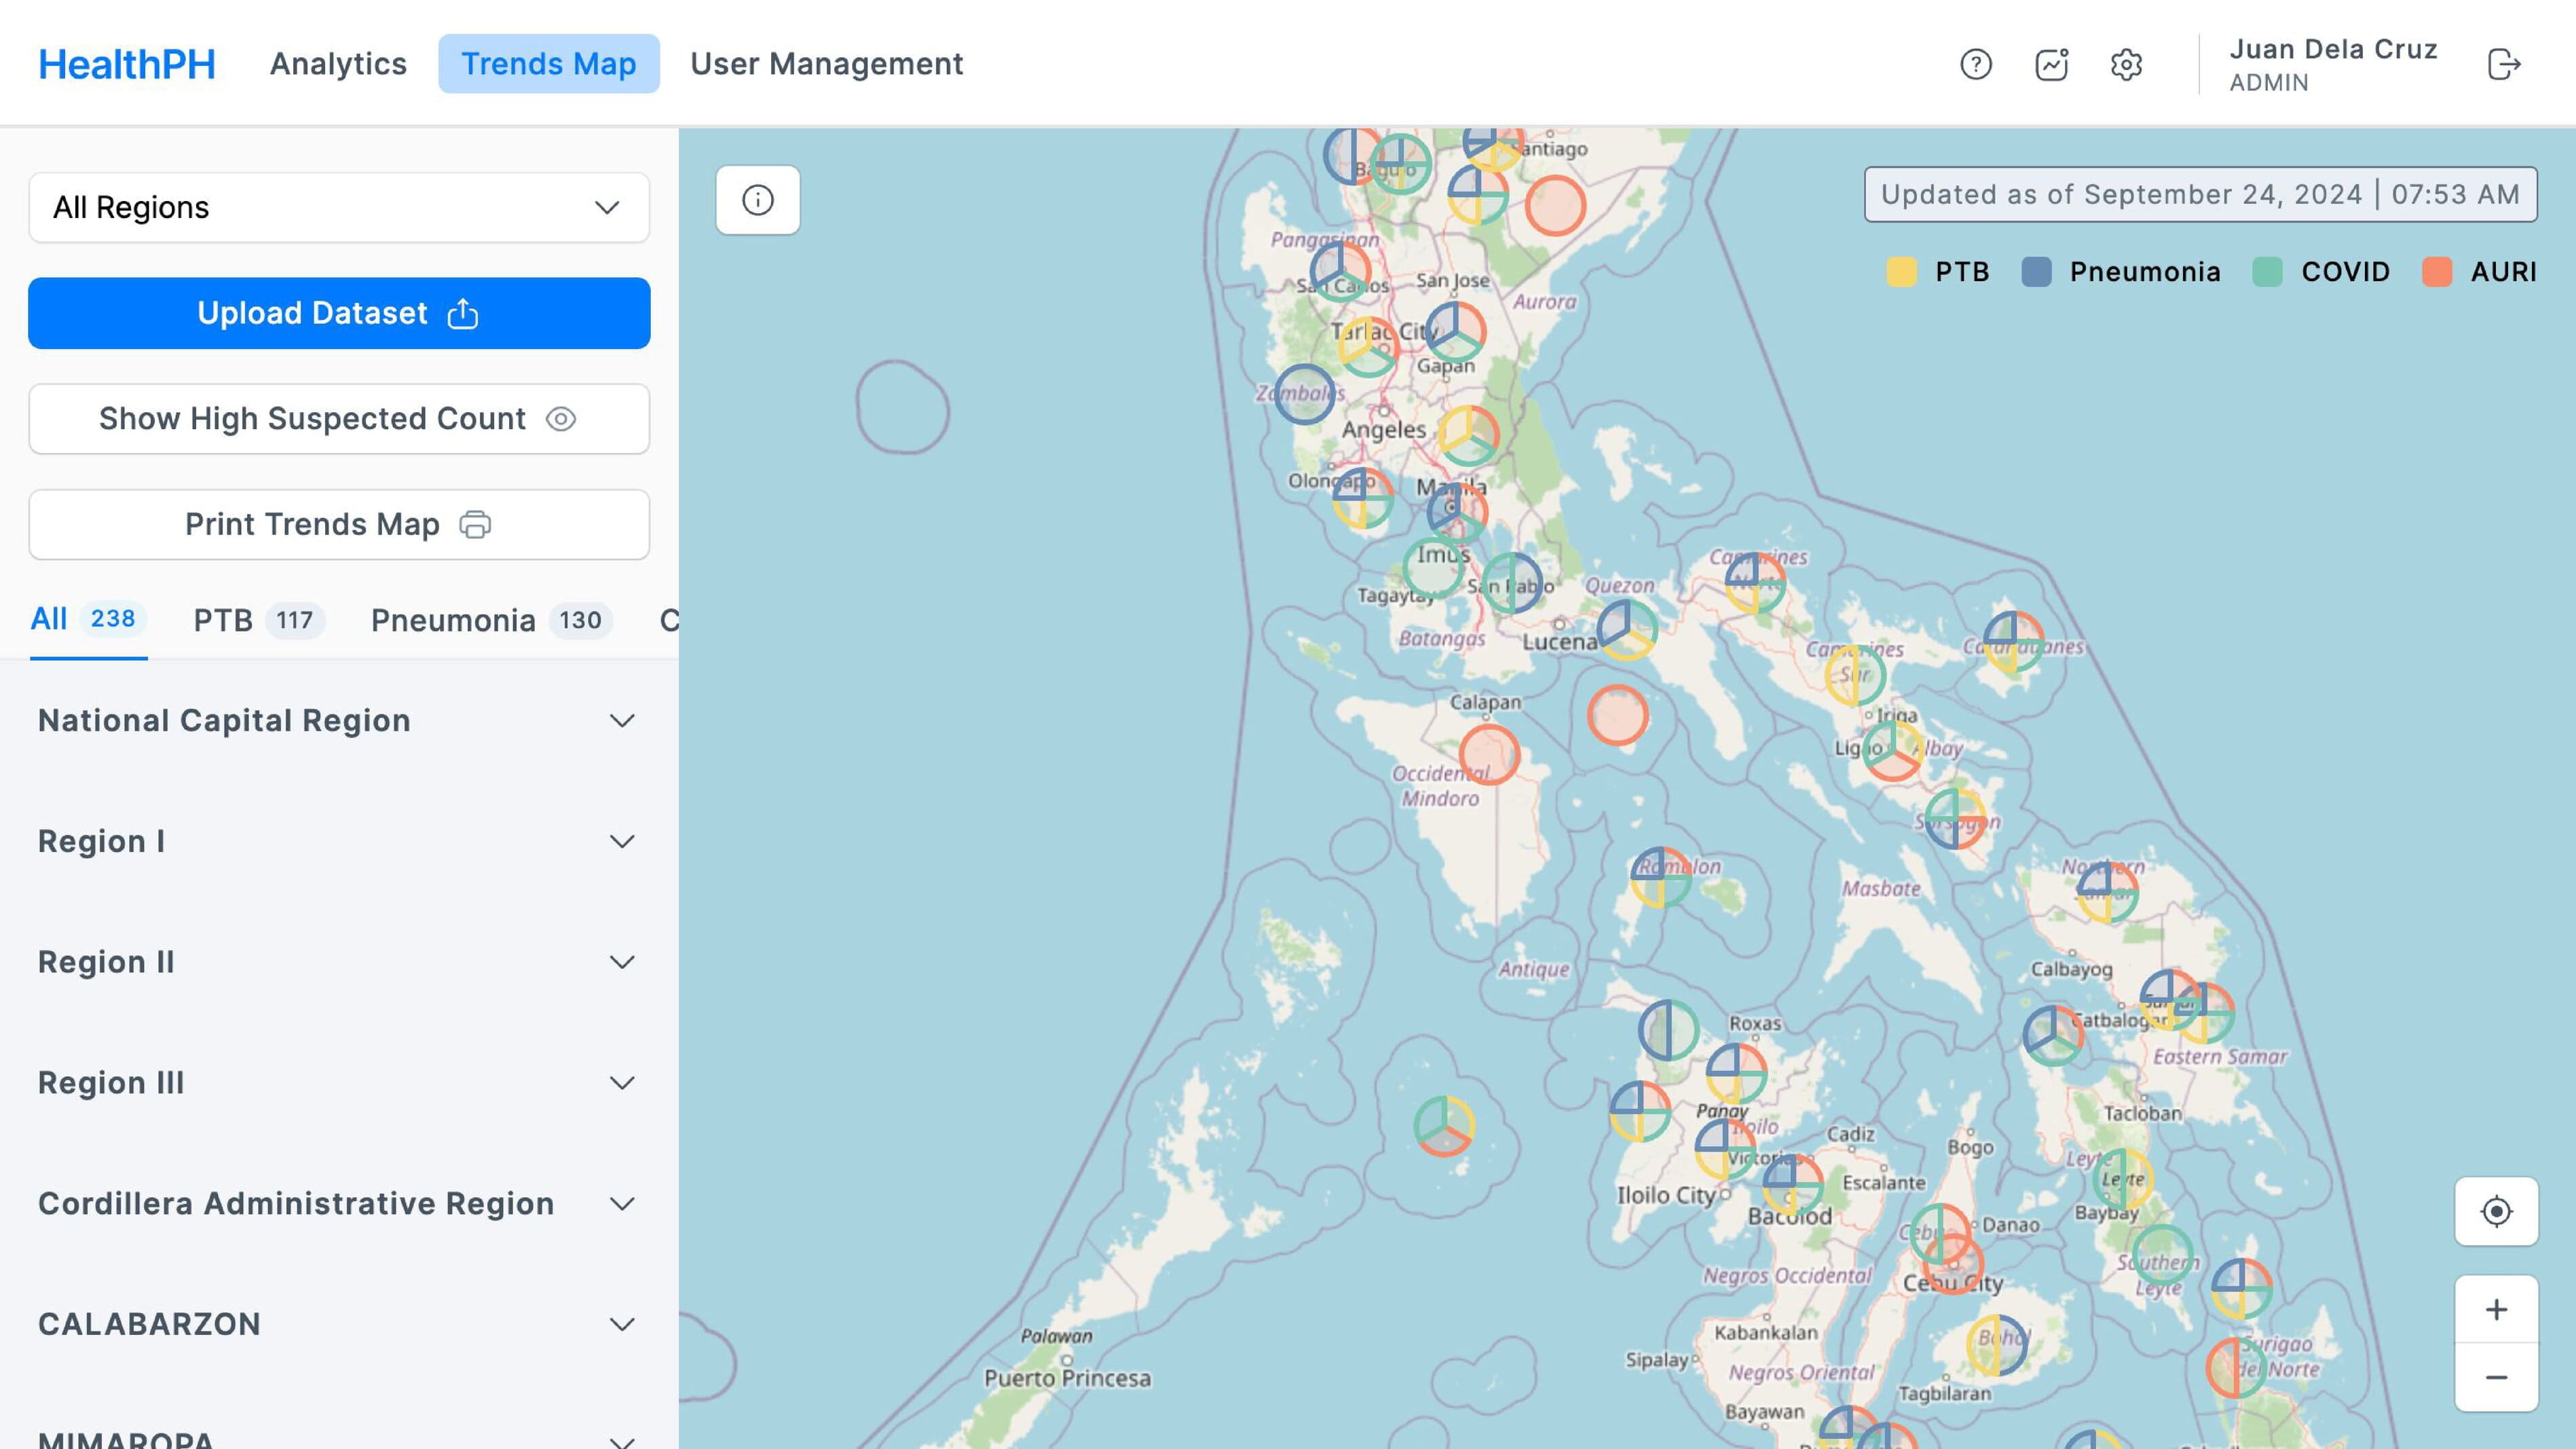 HealthPH
Analytics
Trends Map
User Management
Juan Dela Cruz
ADMIN
All Regions
Upload Dataset
Show High Suspected Count
Print Trends Map
All 238
PTB 117
Pneumonia 130
C
National Capital Region
Region I
Region II
Region III
Cordillera Administrative Region
CALABARZON
MIMAROPA
Updated as of September 24, 2024 | 07:53 AM
PTB
Pneumonia
COVID
AURI
Baguio
Santiago
Pangasinan
San Carlos
San Jose
Aurora
Tarlac City
Gapan
Zambales
Angeles
Olongapo
Manila
Imus
San Pablo
Tagaytay
Quezon
Camarines
Norte
Batangas
Lucena
Camarines
Sur
Catanduanes
Calapan
Iriga
Ligao
Albay
Occidental
Mindoro
Sorsogon
Romblon
Masbate
Northern
Samar
Antique
Calbayog
Samar
Catbalogan
Roxas
Eastern Samar
Panay
Iloilo
Tacloban
Cadiz
Bogo
Victorias
Leyte
Escalante
Leyte
Iloilo City
Bacolod
Baybay
Cebu
Danao
Southern
Leyte
Negros Occidental
Cebu City
Palawan
Kabankalan
Bohol
Surigao
del Norte
Sipalay
Negros Oriental
Puerto Princesa
Tagbilaran
Bayawan